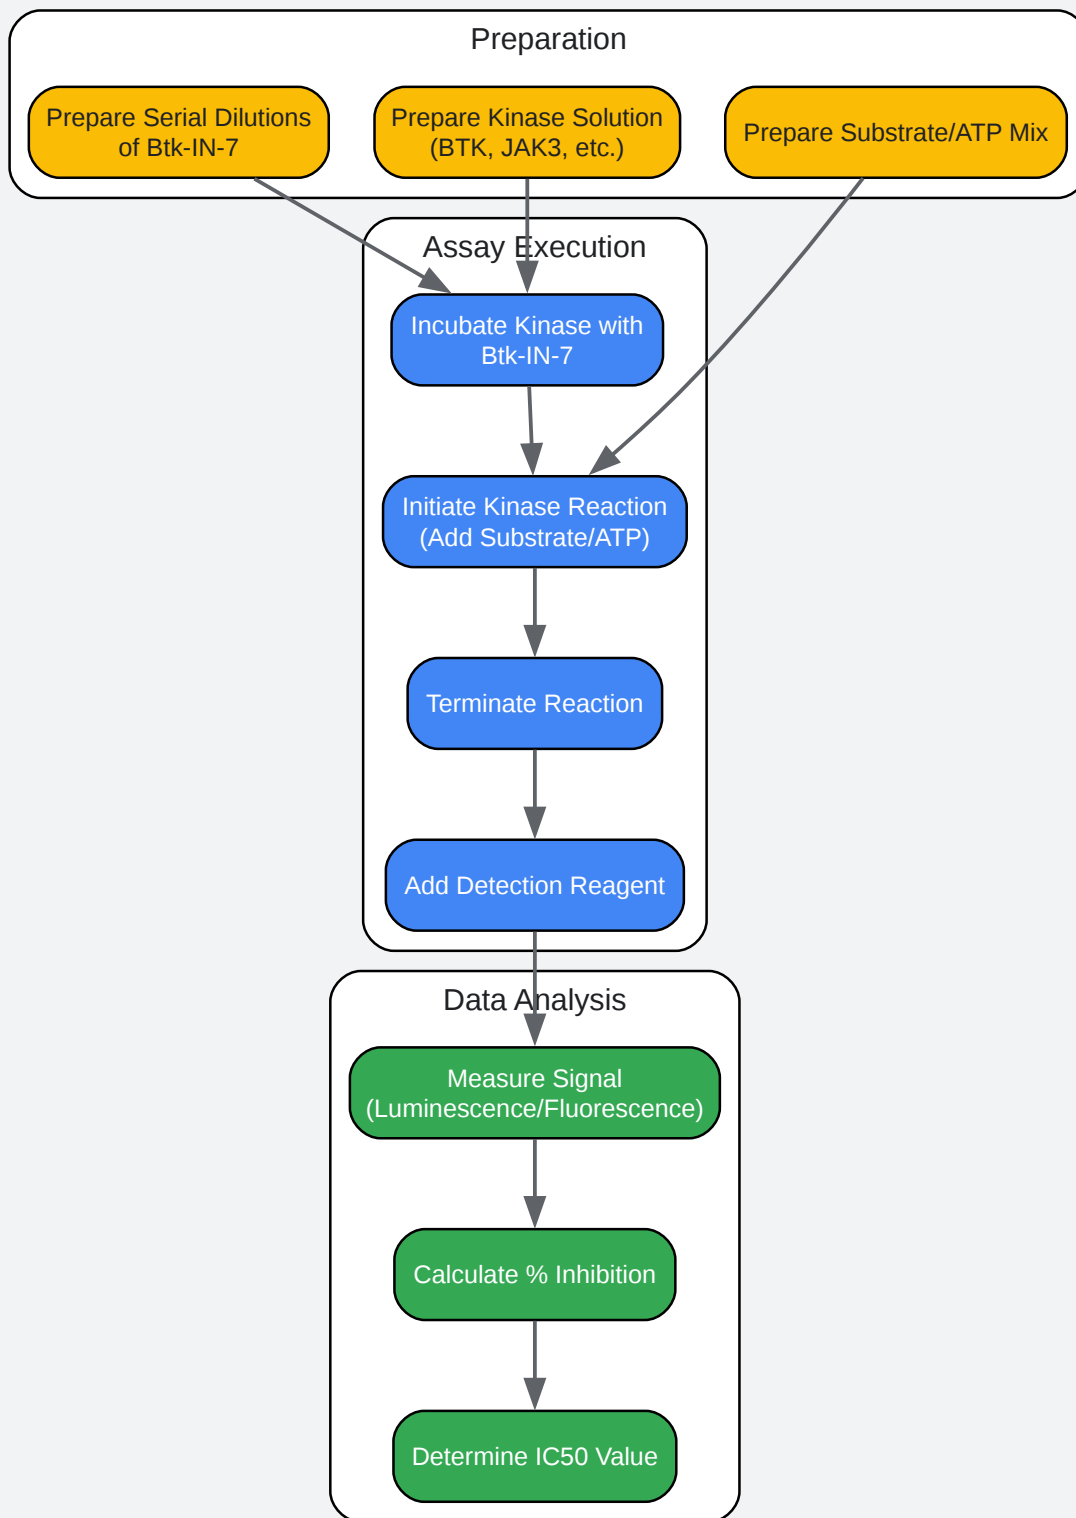 Preparation
Prepare Serial Dilutions
of Btk-IN-7
Prepare Kinase Solution
(BTK, JAK3, etc.)
Prepare Substrate/ATP Mix
Assay Execution
Incubate Kinase with
Btk-IN-7
Initiate Kinase Reaction
(Add Substrate/ATP)
Terminate Reaction
Add Detection Reagent
Data Analysis
Measure Signal
(Luminescence/Fluorescence)
Calculate % Inhibition
Determine IC50 Value